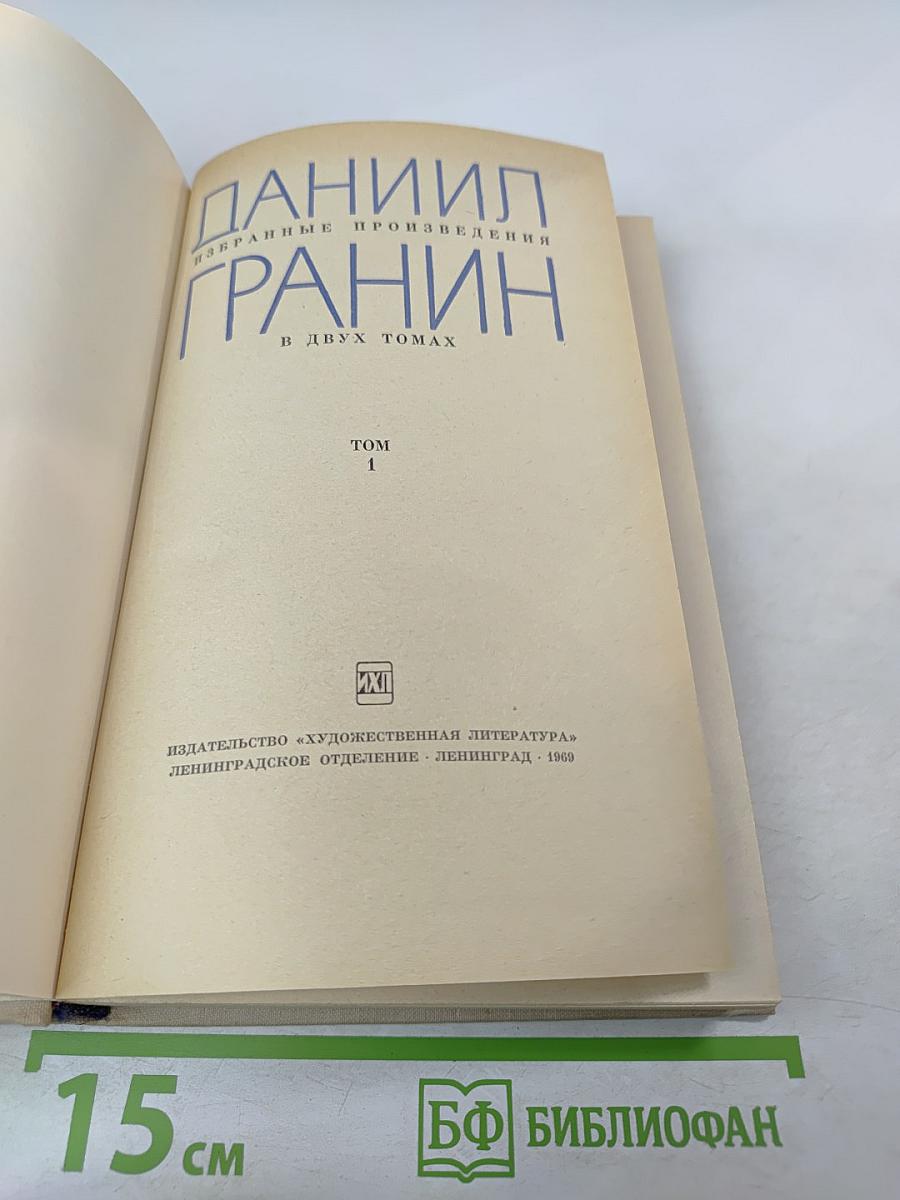 ДАНИИЛ
ИЗБРАННЫЕ ПРОИЗВЕДЕНИЯ
ГРАНИН
В ДВУХ ТОМАХ
ТОМ
1
ИХЛ
ИЗДАТЕЛЬСТВО «ХУДОЖЕСТВЕННАЯ ЛИТЕРАТУРА»
ЛЕНИНГРАДСКОЕ ОТДЕЛЕНИЕ · ЛЕНИНГРАД · 1969
15 см
БФ БИБЛИОФАН